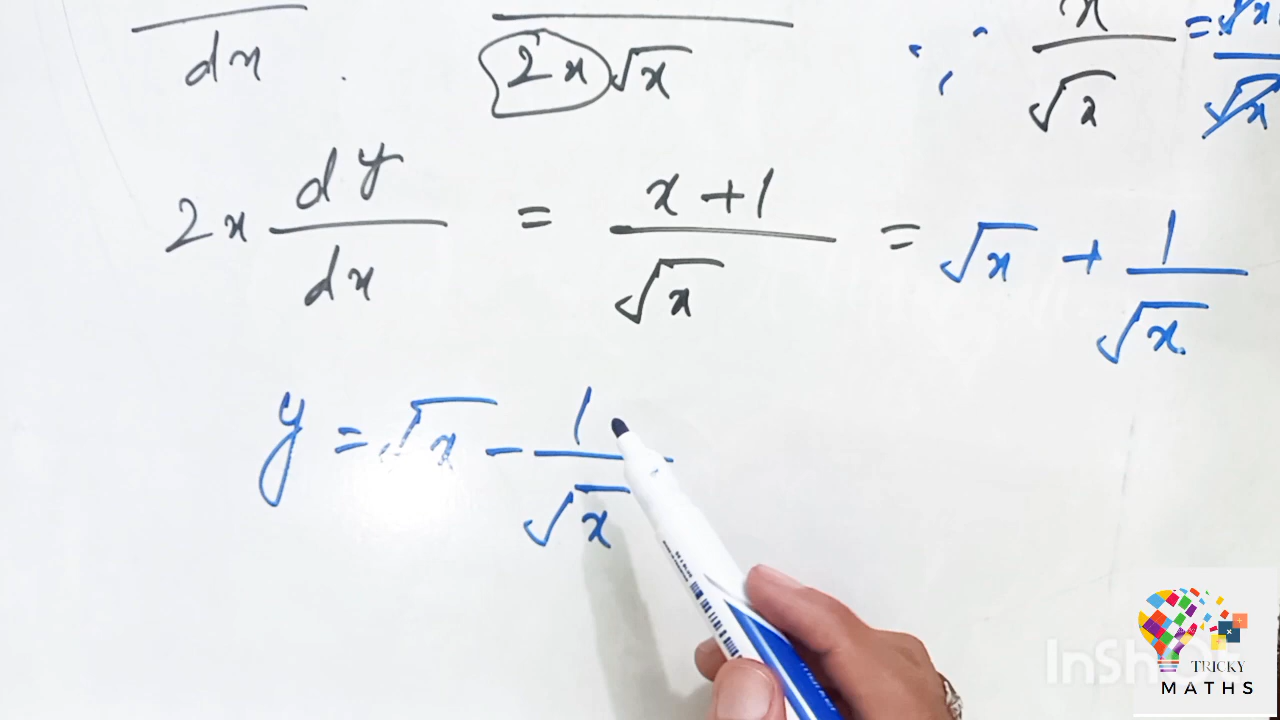 dx . 2x √x ∵ x/√x = √x/√x
2x dy/dx = x+1/√x = √x + 1/√x
y = √x - 1/√x
InShOt
TRICKY
MATHS